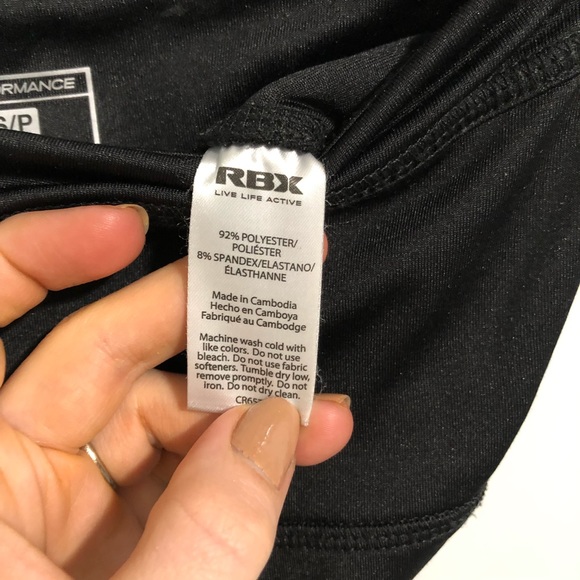 S/P
RBX
LIVE LIFE ACTIVE
92% POLYESTER/
POLIÉSTER
8% SPANDEX/ELASTANO/
ÉLASTHANNE
Made in Cambodia
Hecho en Camboya
Fabriqué au Cambodge
Machine wash cold with
like colors. Do not use
bleach. Do not use fabric
softeners. Tumble dry low,
remove promptly. Do not
iron. Do not dry clean.